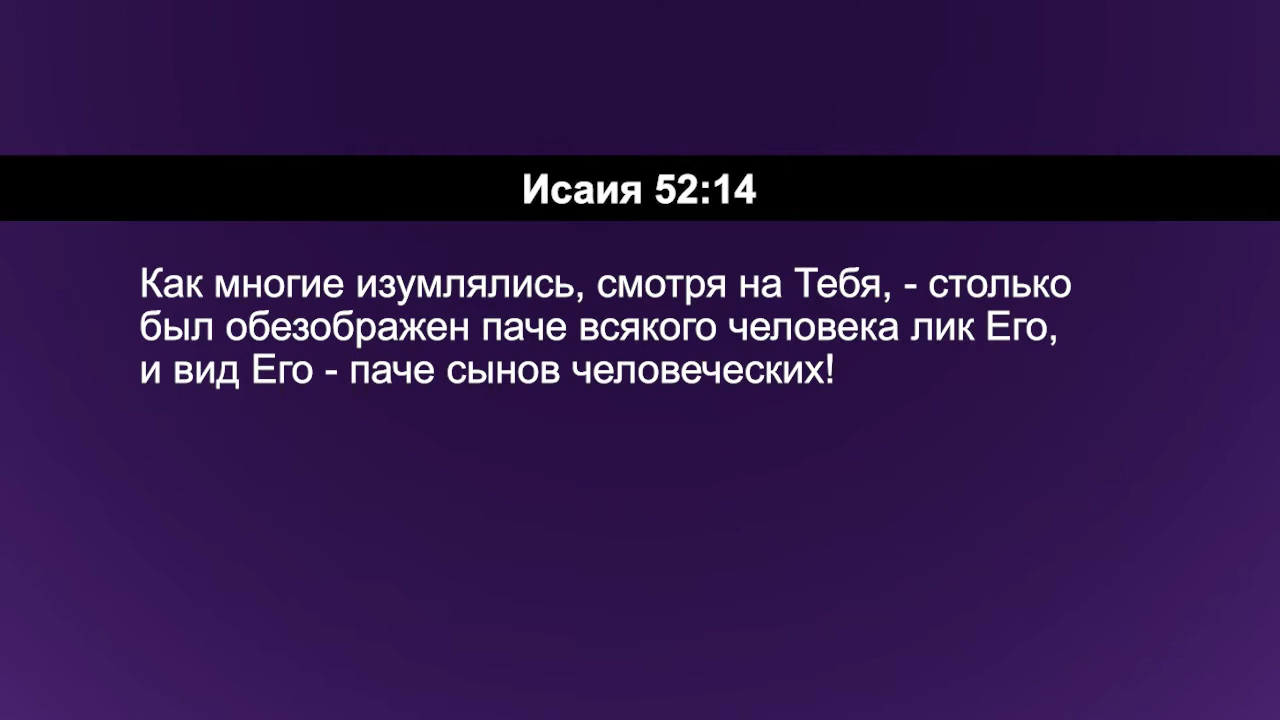 Исаия 52:14
Как многие изумлялись, смотря на Тебя, - столько
был обезображен паче всякого человека лик Его,
и вид Его - паче сынов человеческих!